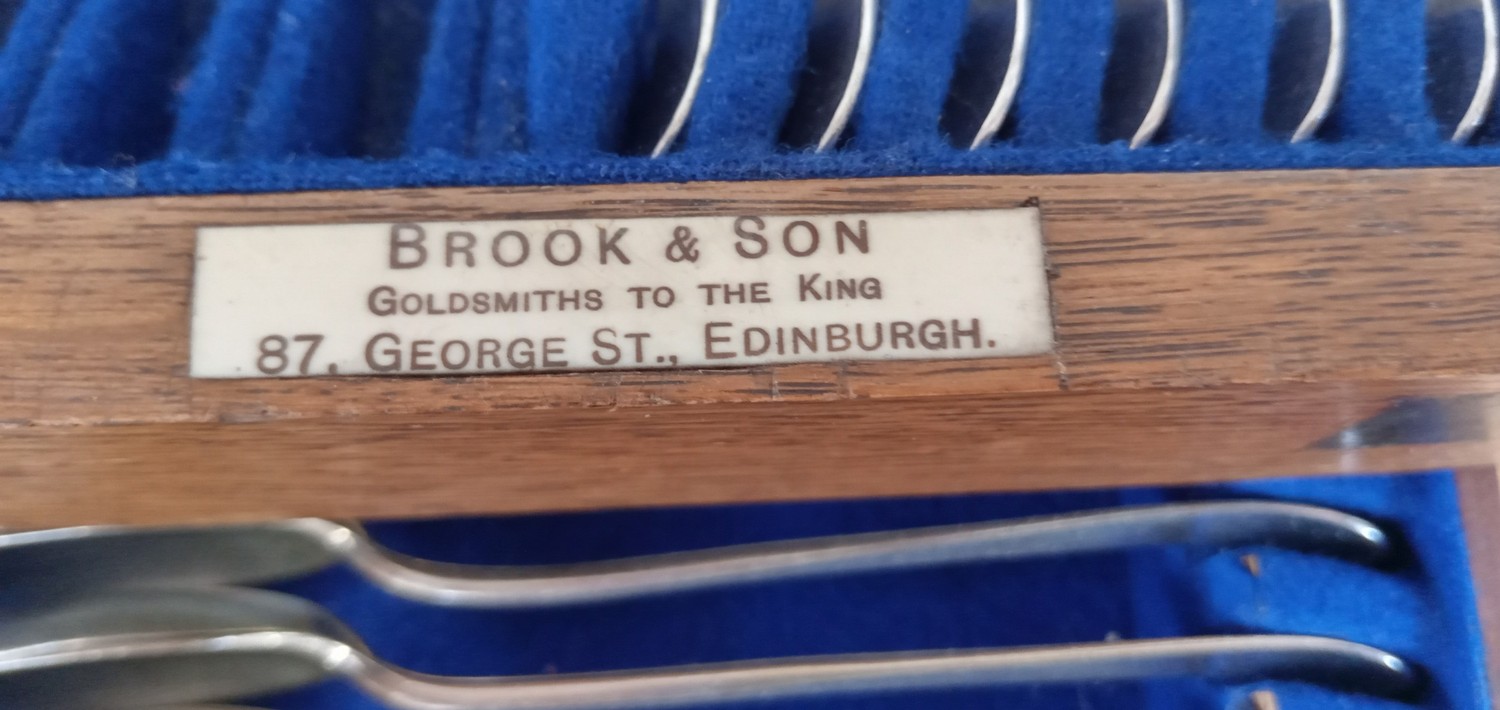 BROOK & SON
GOLDSMITHS TO THE KING
87, GEORGE ST., EDINBURGH.